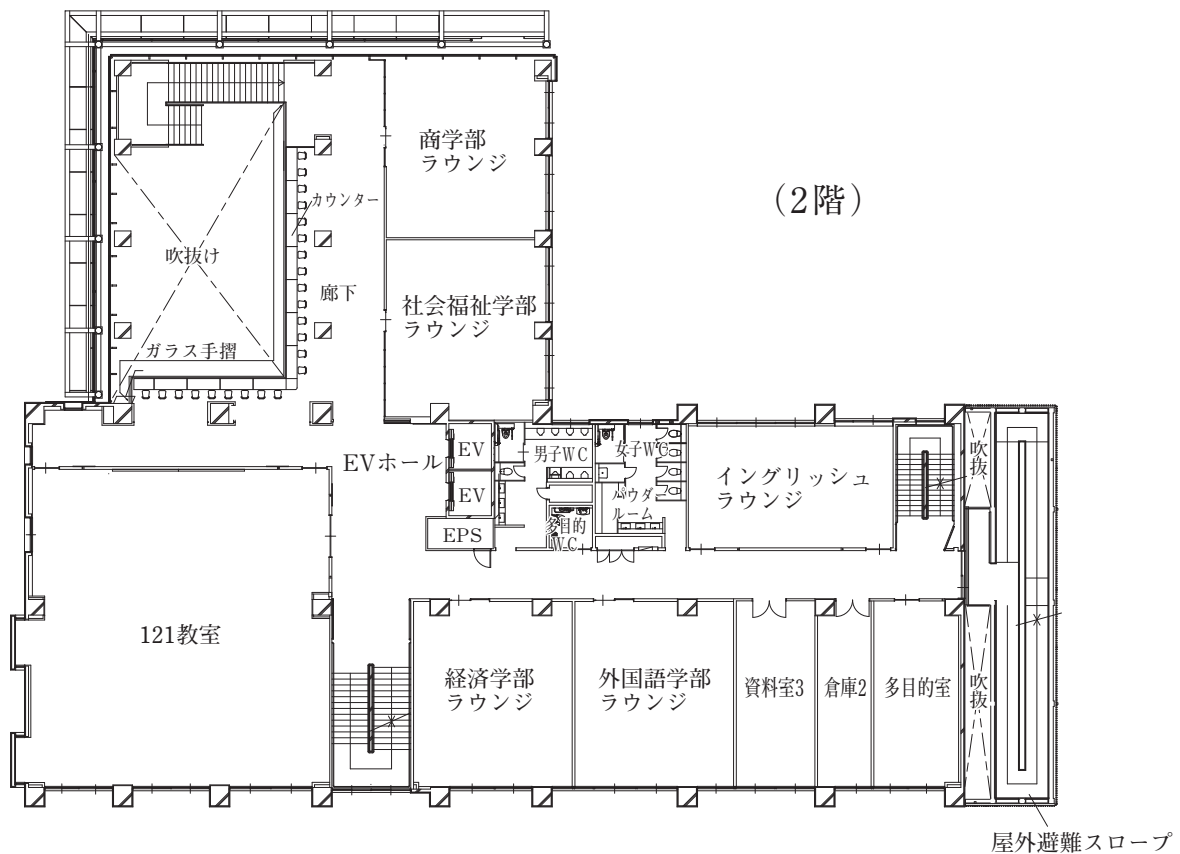 商学部
ラウンジ
（2階）
カウンター
吹抜け
廊下
社会福祉学部
ラウンジ
ガラス手摺
EVホール
EV
EV
EPS
男子WC
女子WC
パウダー
ルーム
多目的
WC
イングリッシュ
ラウンジ
吹抜
121教室
経済学部
ラウンジ
外国語学部
ラウンジ
資料室3
倉庫2
多目的室
吹抜
屋外避難スロープ